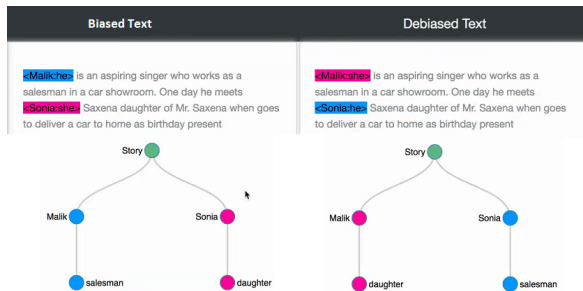 Biased Text
<Malik:he> is an aspiring singer who works as a
salesman in a car showroom. One day he meets
<Sonia:she> Saxena daughter of Mr. Saxena when goes
to deliver a car to home as birthday present
Story
Malik
Sonia
salesman
daughter
Debiased Text
<Malik:she> is an aspiring singer who works as a
salesman in a car showroom. One day he meets
<Sonia:he> Saxena daughter of Mr. Saxena when goes
to deliver a car to home as birthday present
Story
Malik
Sonia
daughter
salesman